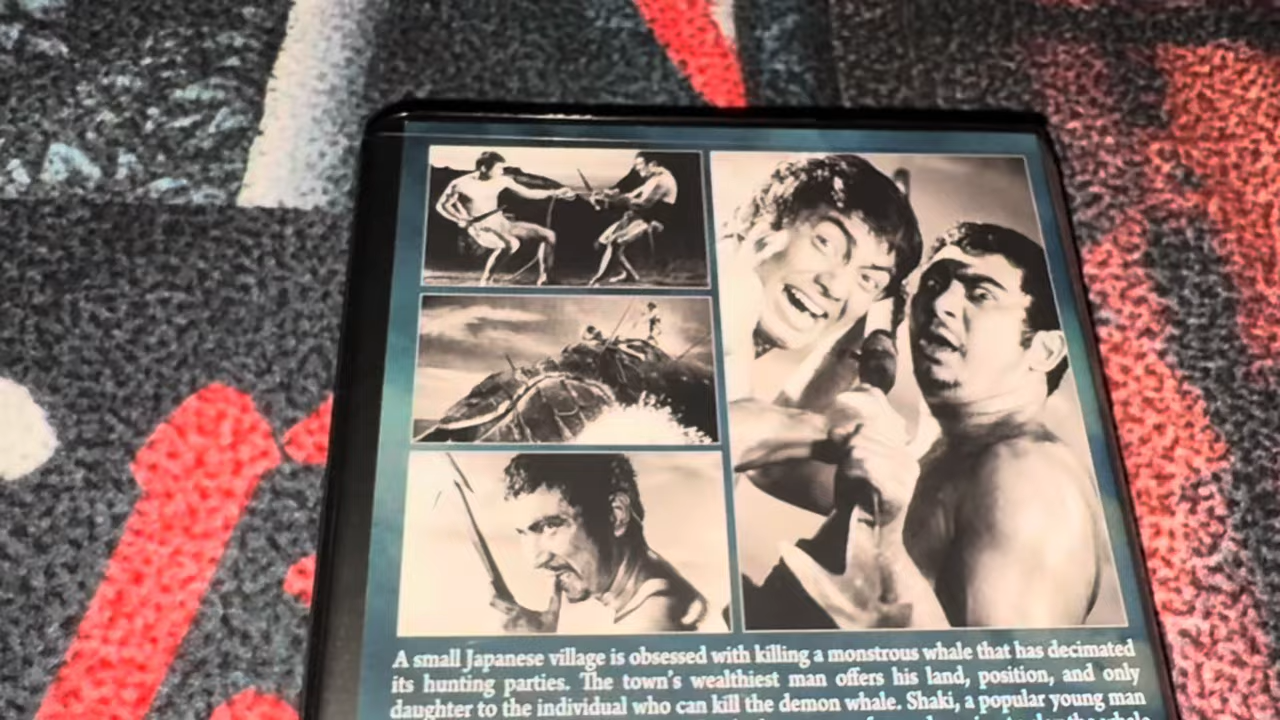 A small Japanese village is obsessed with killing a monstrous whale that has decimated
its hunting parties. The town's wealthiest man offers his land, position, and only
daughter to the individual who can kill the demon whale. Shaki, a popular young man
the whale